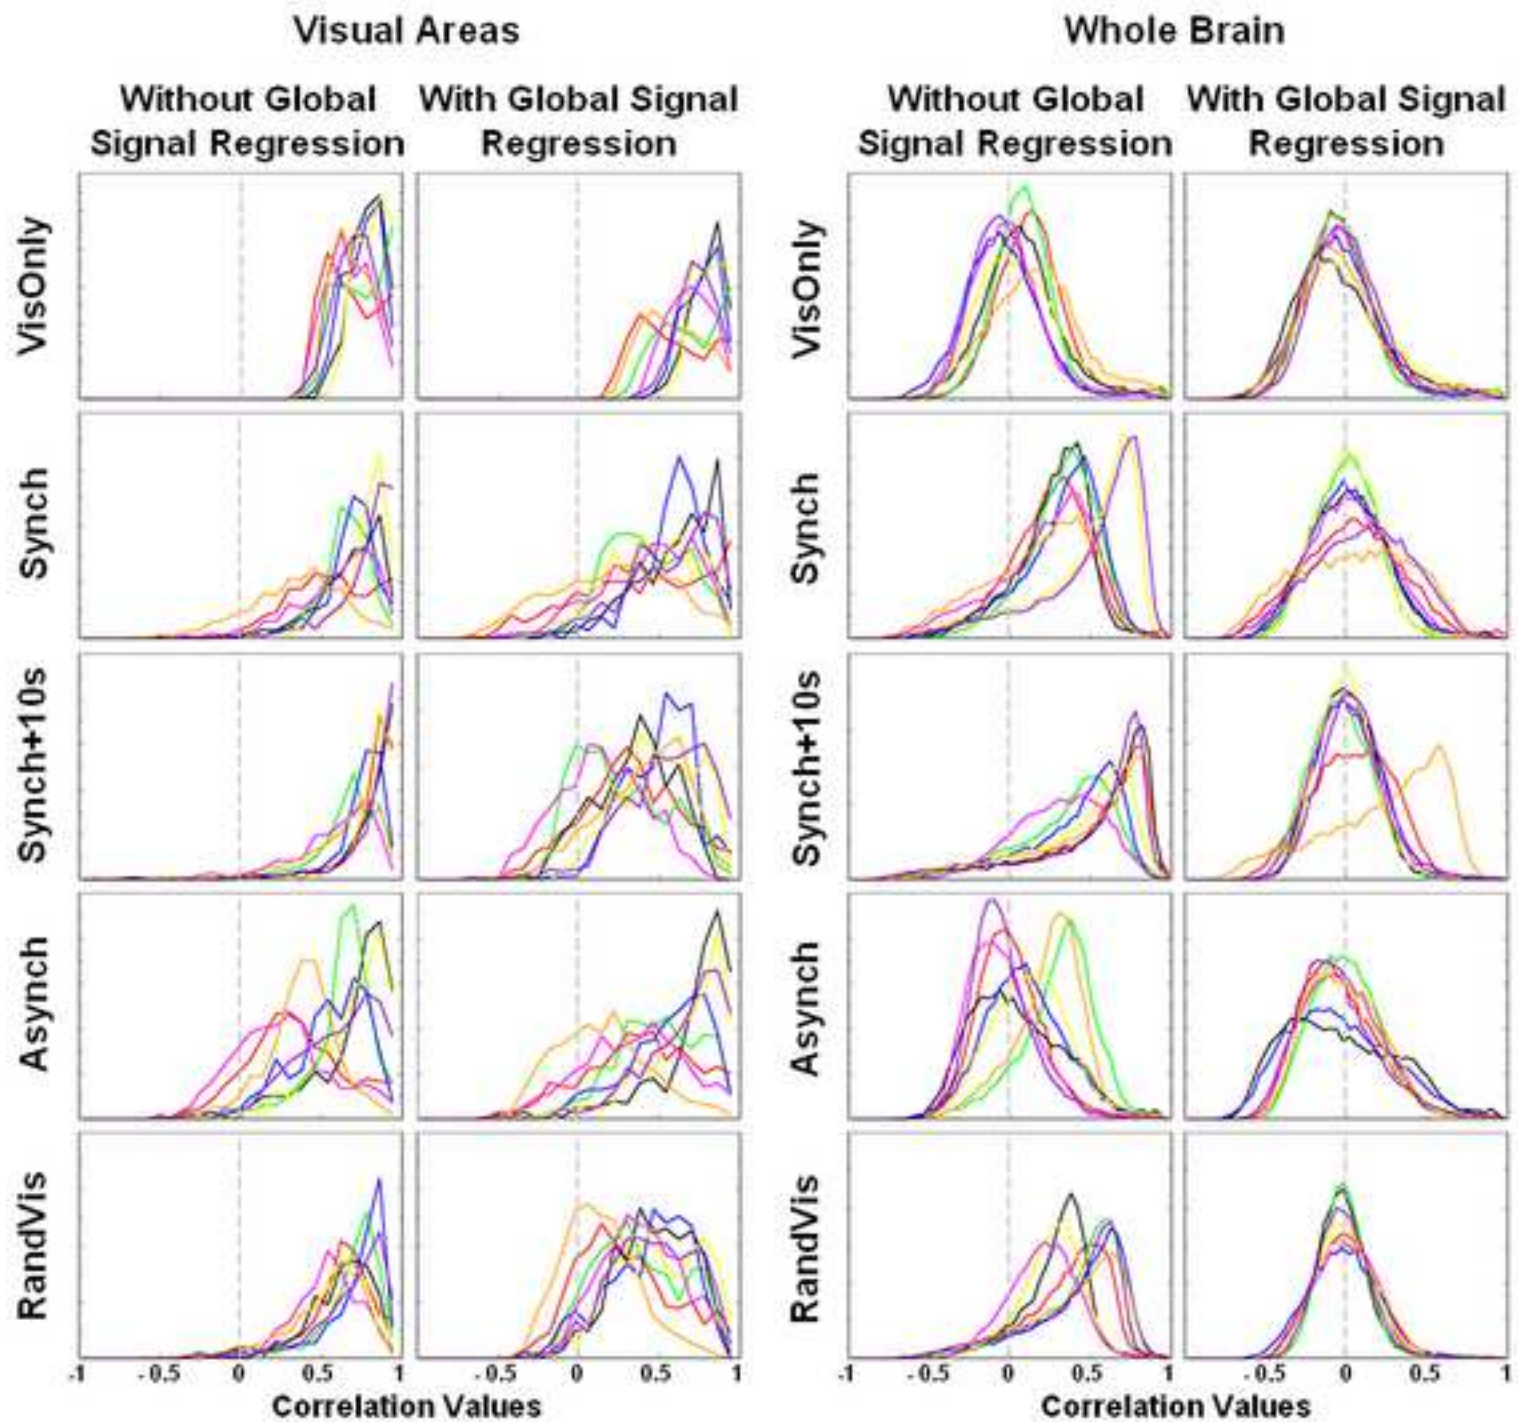 Visual Areas
Whole Brain
Without Global
Signal Regression
With Global Signal
Regression
Without Global
Signal Regression
With Global Signal
Regression
VisOnly
VisOnly
Synch
Synch
Synch+10s
Synch+10s
Asynch
Asynch
RandVis
RandVis
-1 -0.5 0 0.5 1 -0.5 0 0.5 1
-1 -0.5 0 0.5 1 -0.5 0 0.5 1
Correlation Values
Correlation Values